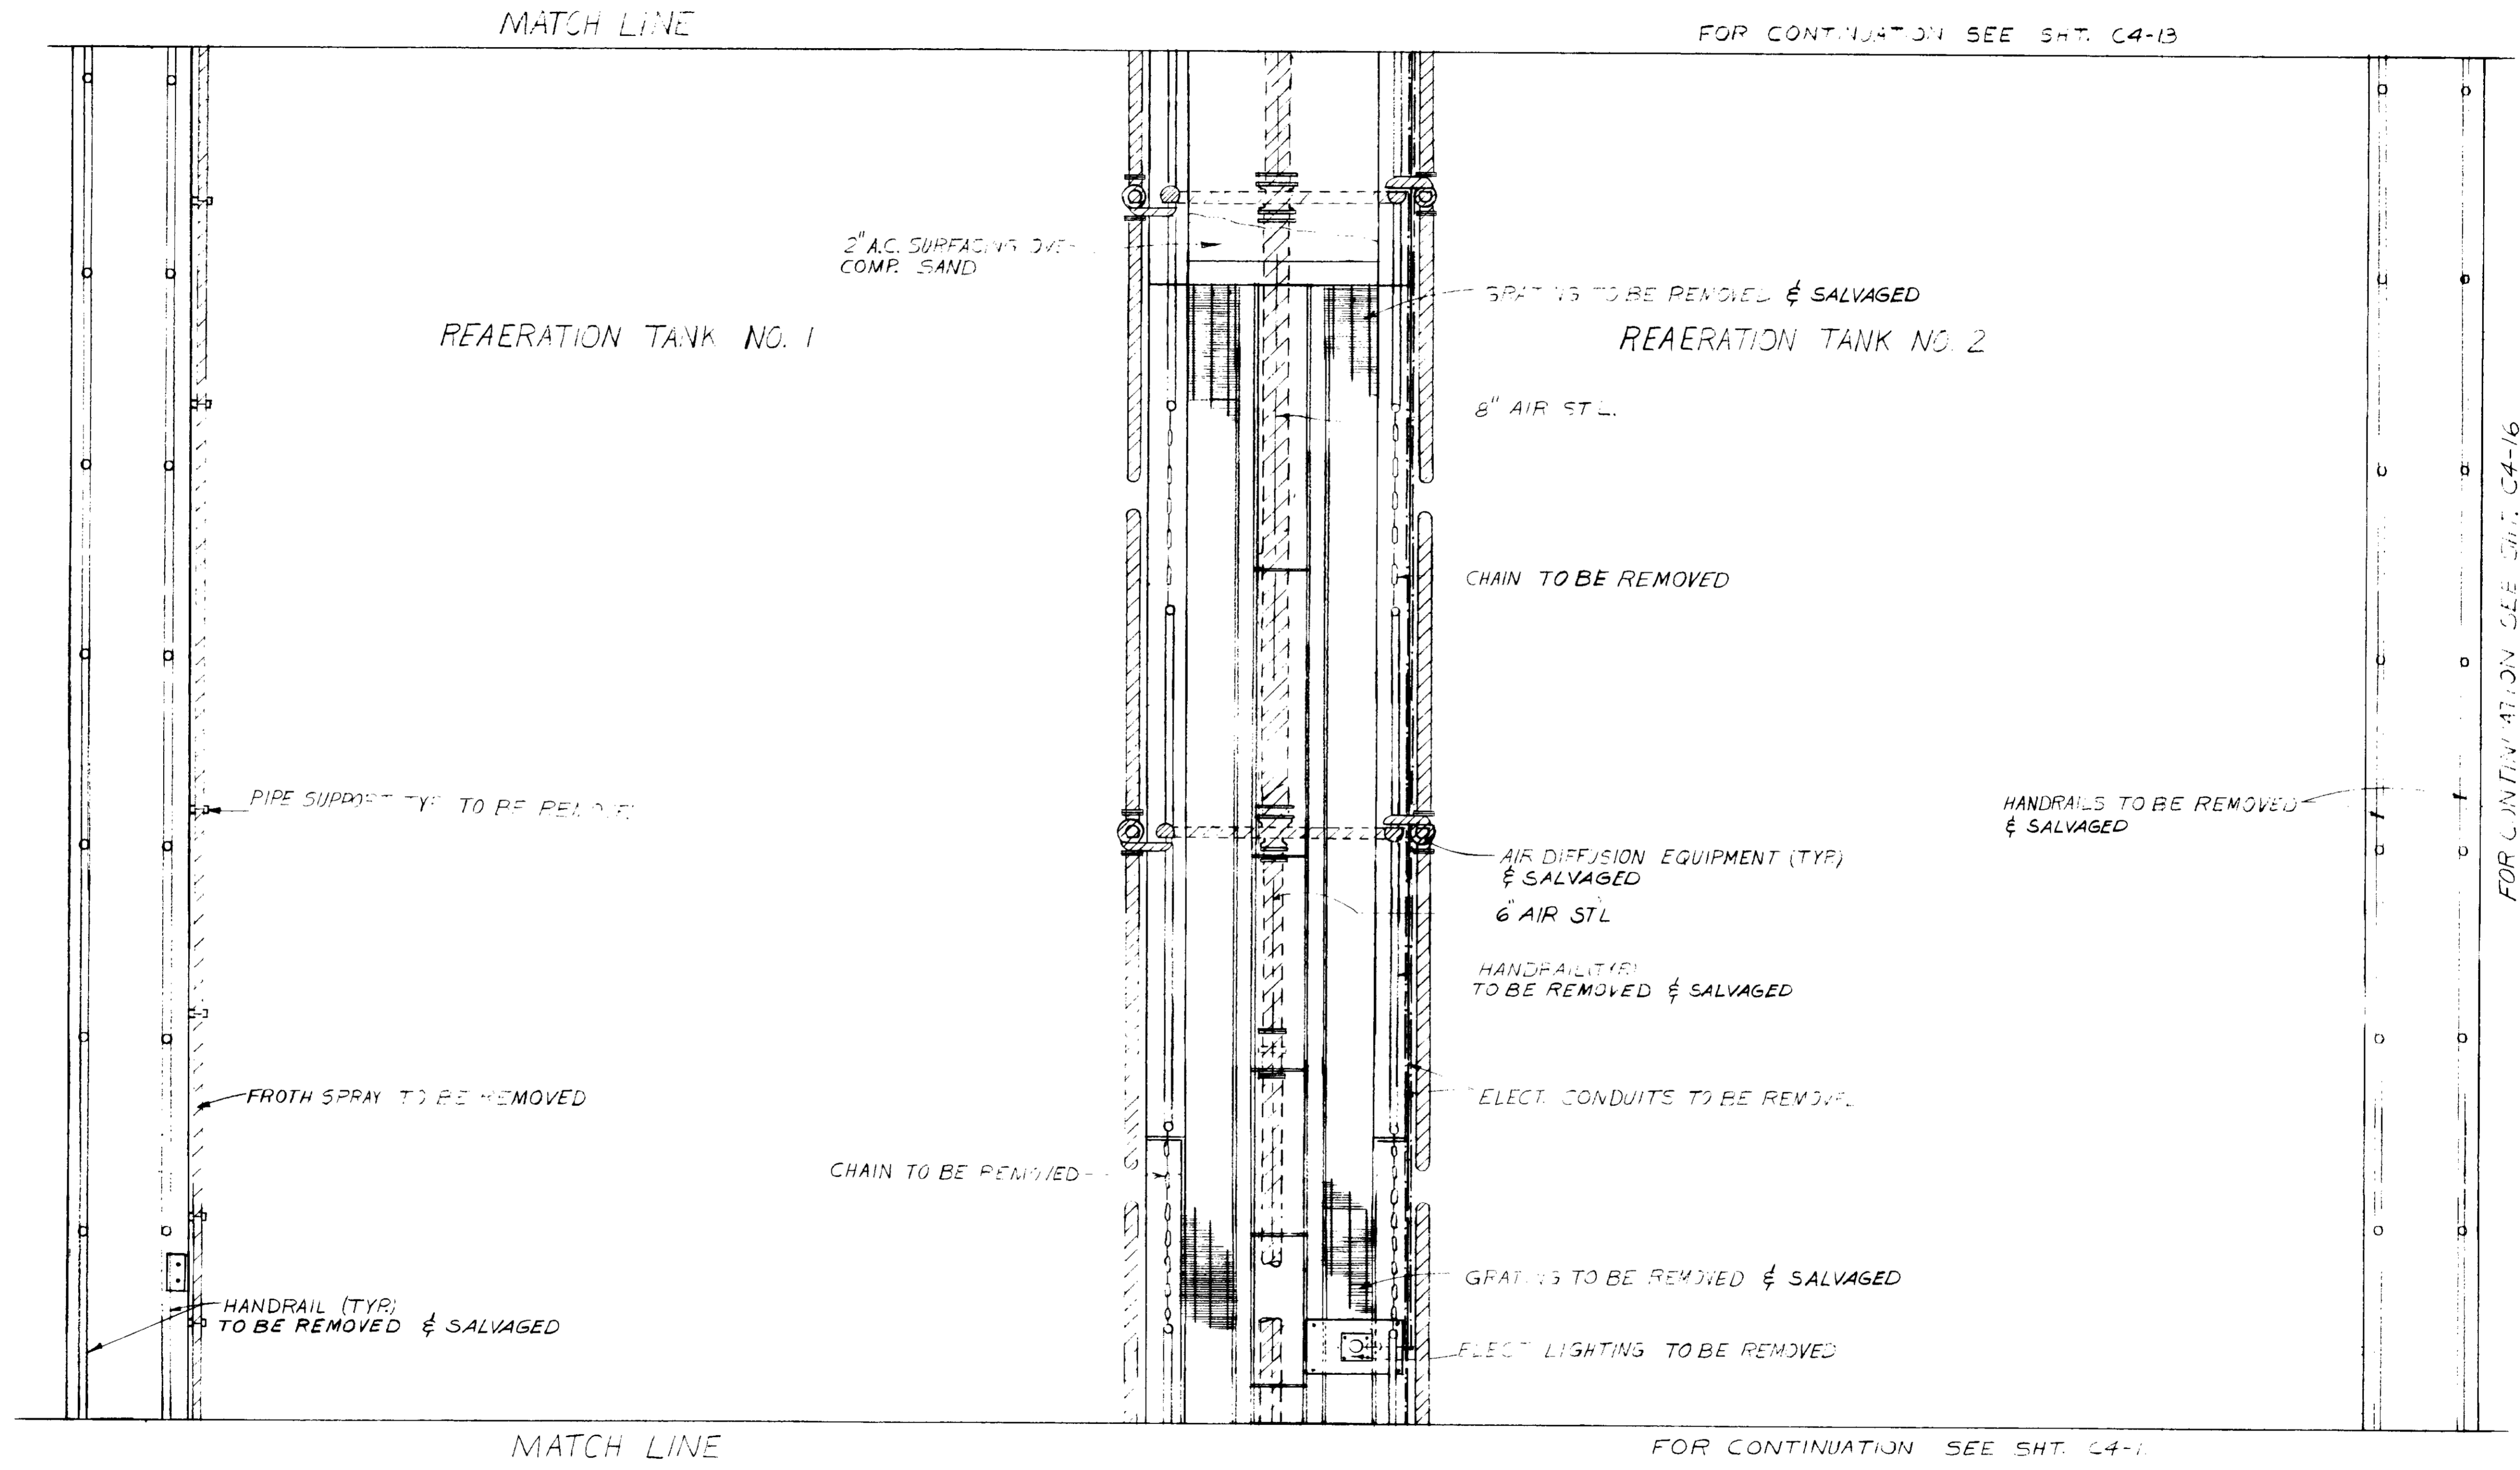 MATCH LINE
FOR CONTINUATION SEE SHT. C4-13
2" A.C. SURFACING OVER
COMP. SAND
GRATING TO BE REMOVED & SALVAGED
REAERATION TANK NO. 1
REAERATION TANK NO. 2
8" AIR STL.
FOR CONTINUATION SEE SHT. C4-16
CHAIN TO BE REMOVED
PIPE SUPPORT TYP TO BE REMOVED
HANDRAILS TO BE REMOVED
& SALVAGED
AIR DIFFUSION EQUIPMENT (TYP.)
& SALVAGED
6" AIR STL
HANDRAIL (TYP.)
TO BE REMOVED & SALVAGED
FROTH SPRAY TO BE REMOVED
ELECT. CONDUITS TO BE REMOVED
CHAIN TO BE REMOVED
GRATING TO BE REMOVED & SALVAGED
HANDRAIL (TYP.)
TO BE REMOVED & SALVAGED
ELECT LIGHTING TO BE REMOVED
MATCH LINE
FOR CONTINUATION SEE SHT.